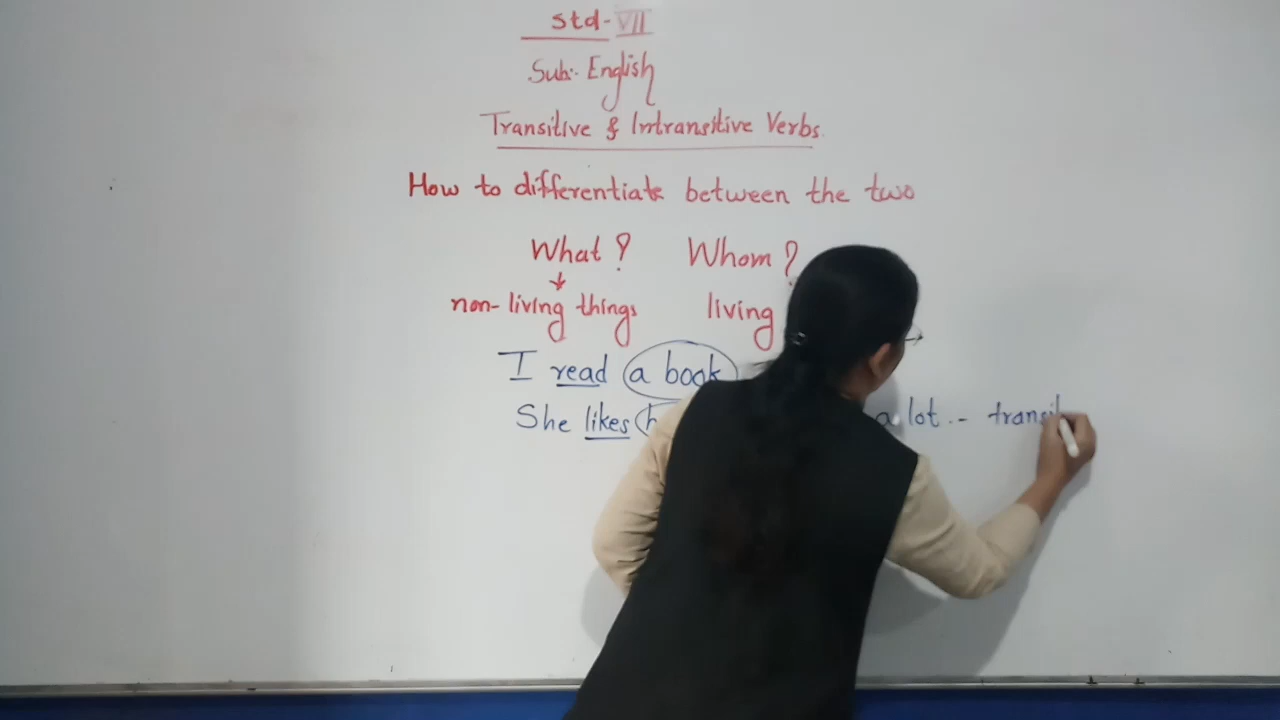 std- VII
Sub:- English
Transitive & Intransitive Verbs.
How to differentiate between the two
What ? Whom ?
non-living things living
I read a book
She likes a lot. - transit